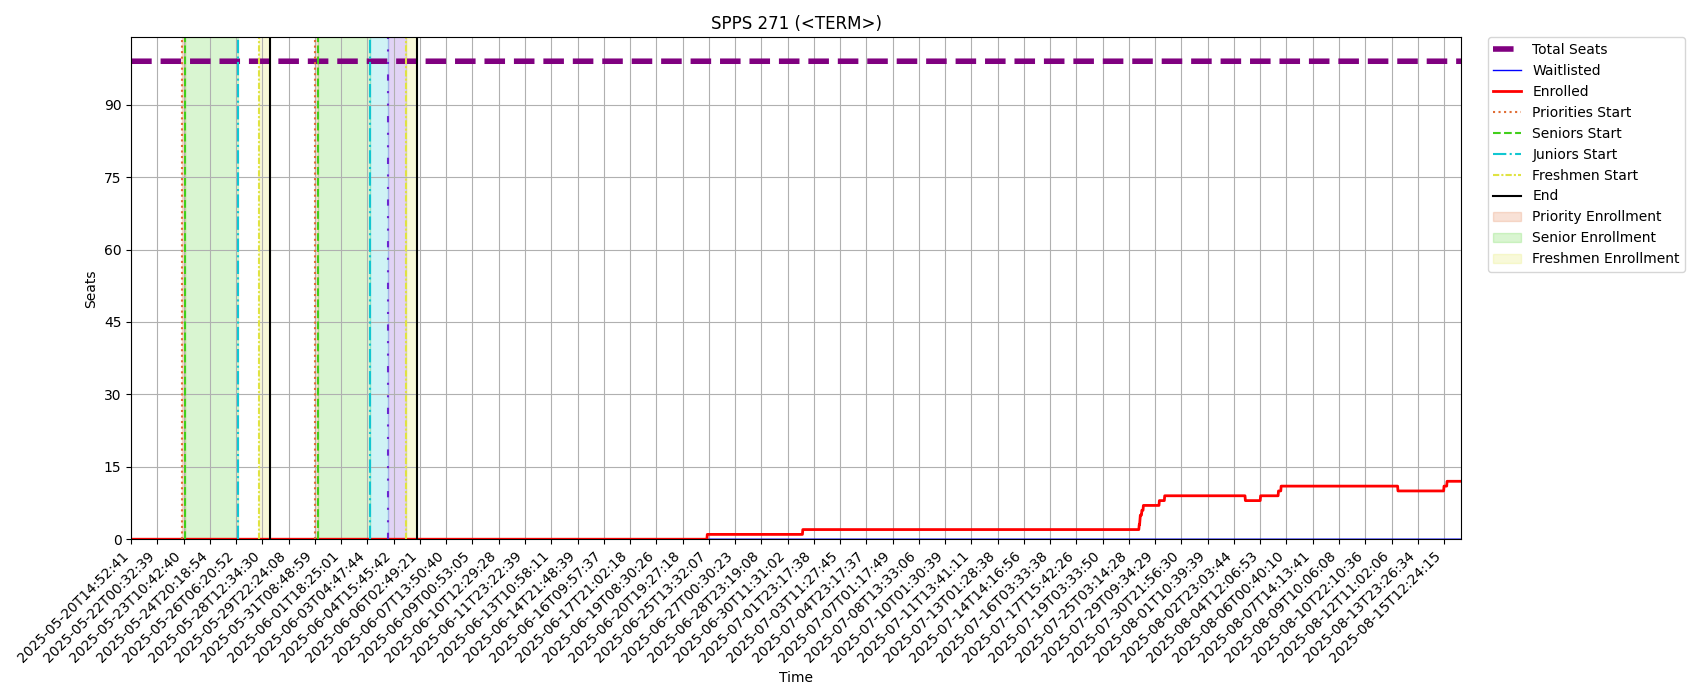 SPPS 271 (<TERM>)
Total Seats
Waitlisted
Enrolled
Priorities Start
Seniors Start
Juniors Start
Freshmen Start
End
Priority Enrollment
Senior Enrollment
Freshmen Enrollment
Seats
90
75
60
45
30
15
0
2025-05-20T14:52:41
2025-05-22T00:32:39
2025-05-23T10:42:40
2025-05-24T20:18:54
2025-05-26T06:20:52
2025-05-28T12:34:30
2025-05-29T22:24:08
2025-05-31T08:48:59
2025-06-01T18:25:01
2025-06-03T04:47:44
2025-06-04T15:45:42
2025-06-06T02:49:21
2025-06-07T13:50:40
2025-06-09T00:53:05
2025-06-10T12:29:28
2025-06-11T23:22:39
2025-06-13T10:58:11
2025-06-14T21:48:39
2025-06-16T09:57:37
2025-06-17T21:02:18
2025-06-19T08:30:26
2025-06-20T19:27:18
2025-06-25T13:32:07
2025-06-27T00:30:23
2025-06-28T23:19:08
2025-06-30T11:31:02
2025-07-01T23:17:38
2025-07-03T11:27:45
2025-07-04T23:17:37
2025-07-07T01:17:49
2025-07-08T13:33:06
2025-07-10T01:30:39
2025-07-11T13:41:11
2025-07-13T01:28:38
2025-07-14T14:16:56
2025-07-16T03:33:38
2025-07-17T15:42:26
2025-07-19T03:33:50
2025-07-25T03:14:28
2025-07-29T09:34:29
2025-07-30T21:56:30
2025-08-01T10:39:39
2025-08-02T23:03:44
2025-08-04T12:06:53
2025-08-06T00:40:10
2025-08-07T14:13:41
2025-08-09T10:06:08
2025-08-10T22:10:36
2025-08-12T11:02:06
2025-08-13T23:26:34
2025-08-15T12:24:15
Time